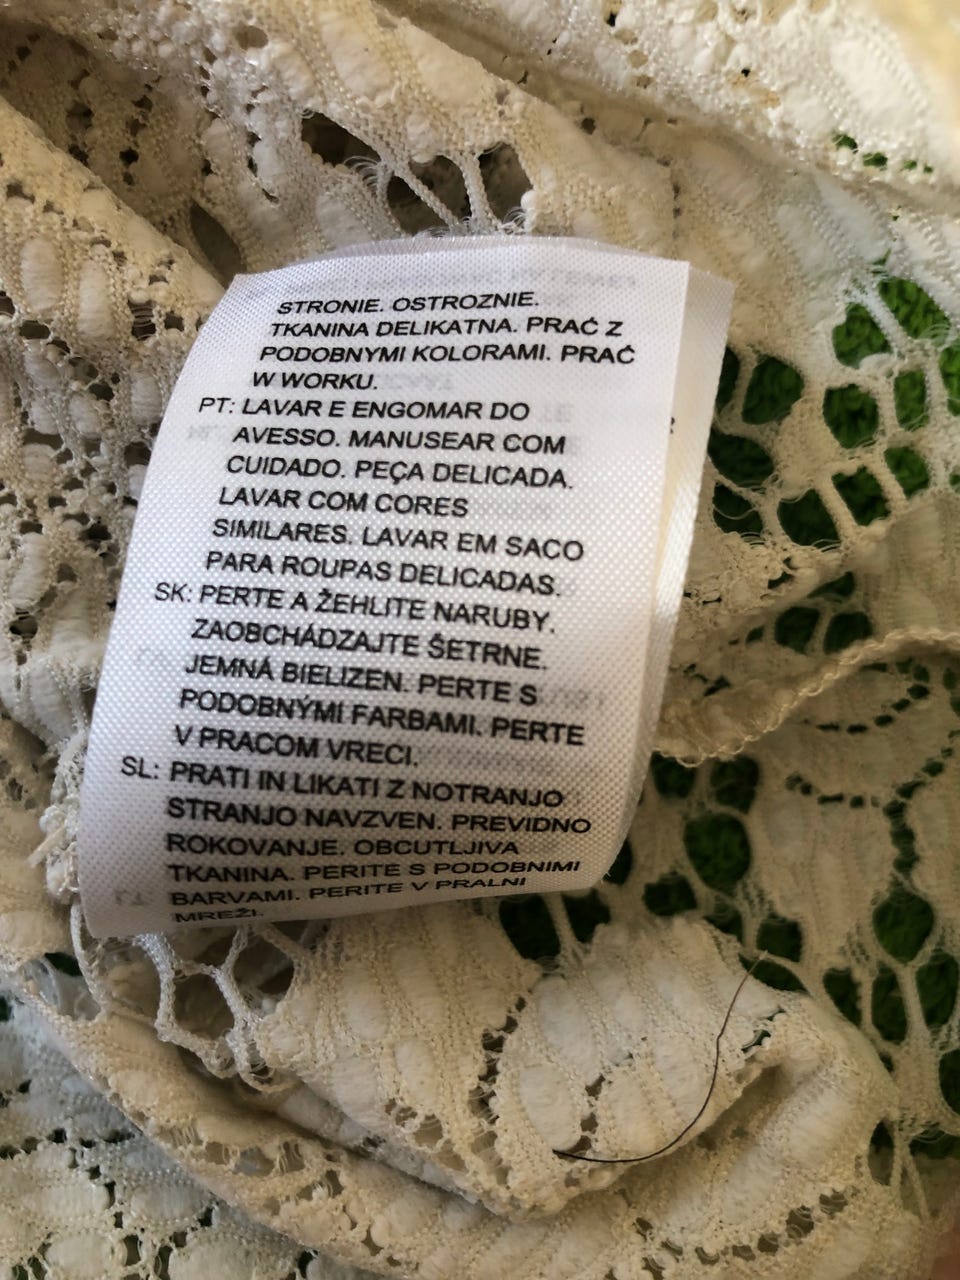 STRONIE. OSTROZNIE.
TKANINA DELIKATNA. PRAĆ Z
PODOBNYMI KOLORAMI. PRAĆ
W WORKU.
PT: LAVAR E ENGOMAR DO
AVESSO. MANUSEAR COM
CUIDADO. PEÇA DELICADA.
LAVAR COM CORES
SIMILARES. LAVAR EM SACO
PARA ROUPAS DELICADAS.
SK: PERTE A ŽEHLITE NARUBY.
ZAOBCHÁDZAJTE ŠETRNE.
JEMNÁ BIELIZEN. PERTE S
PODOBNÝMI FARBAMI. PERTE
V PRACOM VRECI.
SL: PRATI IN LIKATI Z NOTRANJO
STRANJO NAVZVEN. PREVIDNO
ROKOVANJE. OBCUTLJIVA
TKANINA. PERITE S PODOBNIMI
BARVAMI. PERITE V PRALNI
MREŽI.